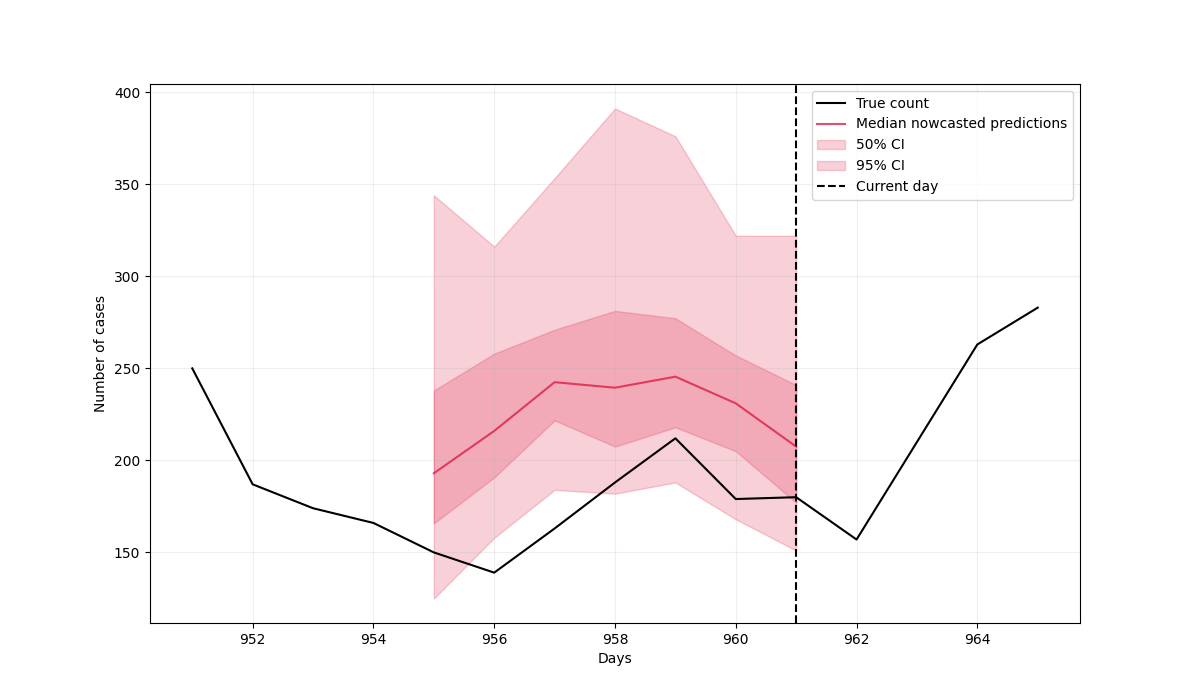 400
350
300
250
200
150
Number of cases
952
954
956
958
960
962
964
Days
True count
Median nowcasted predictions
50% CI
95% CI
Current day